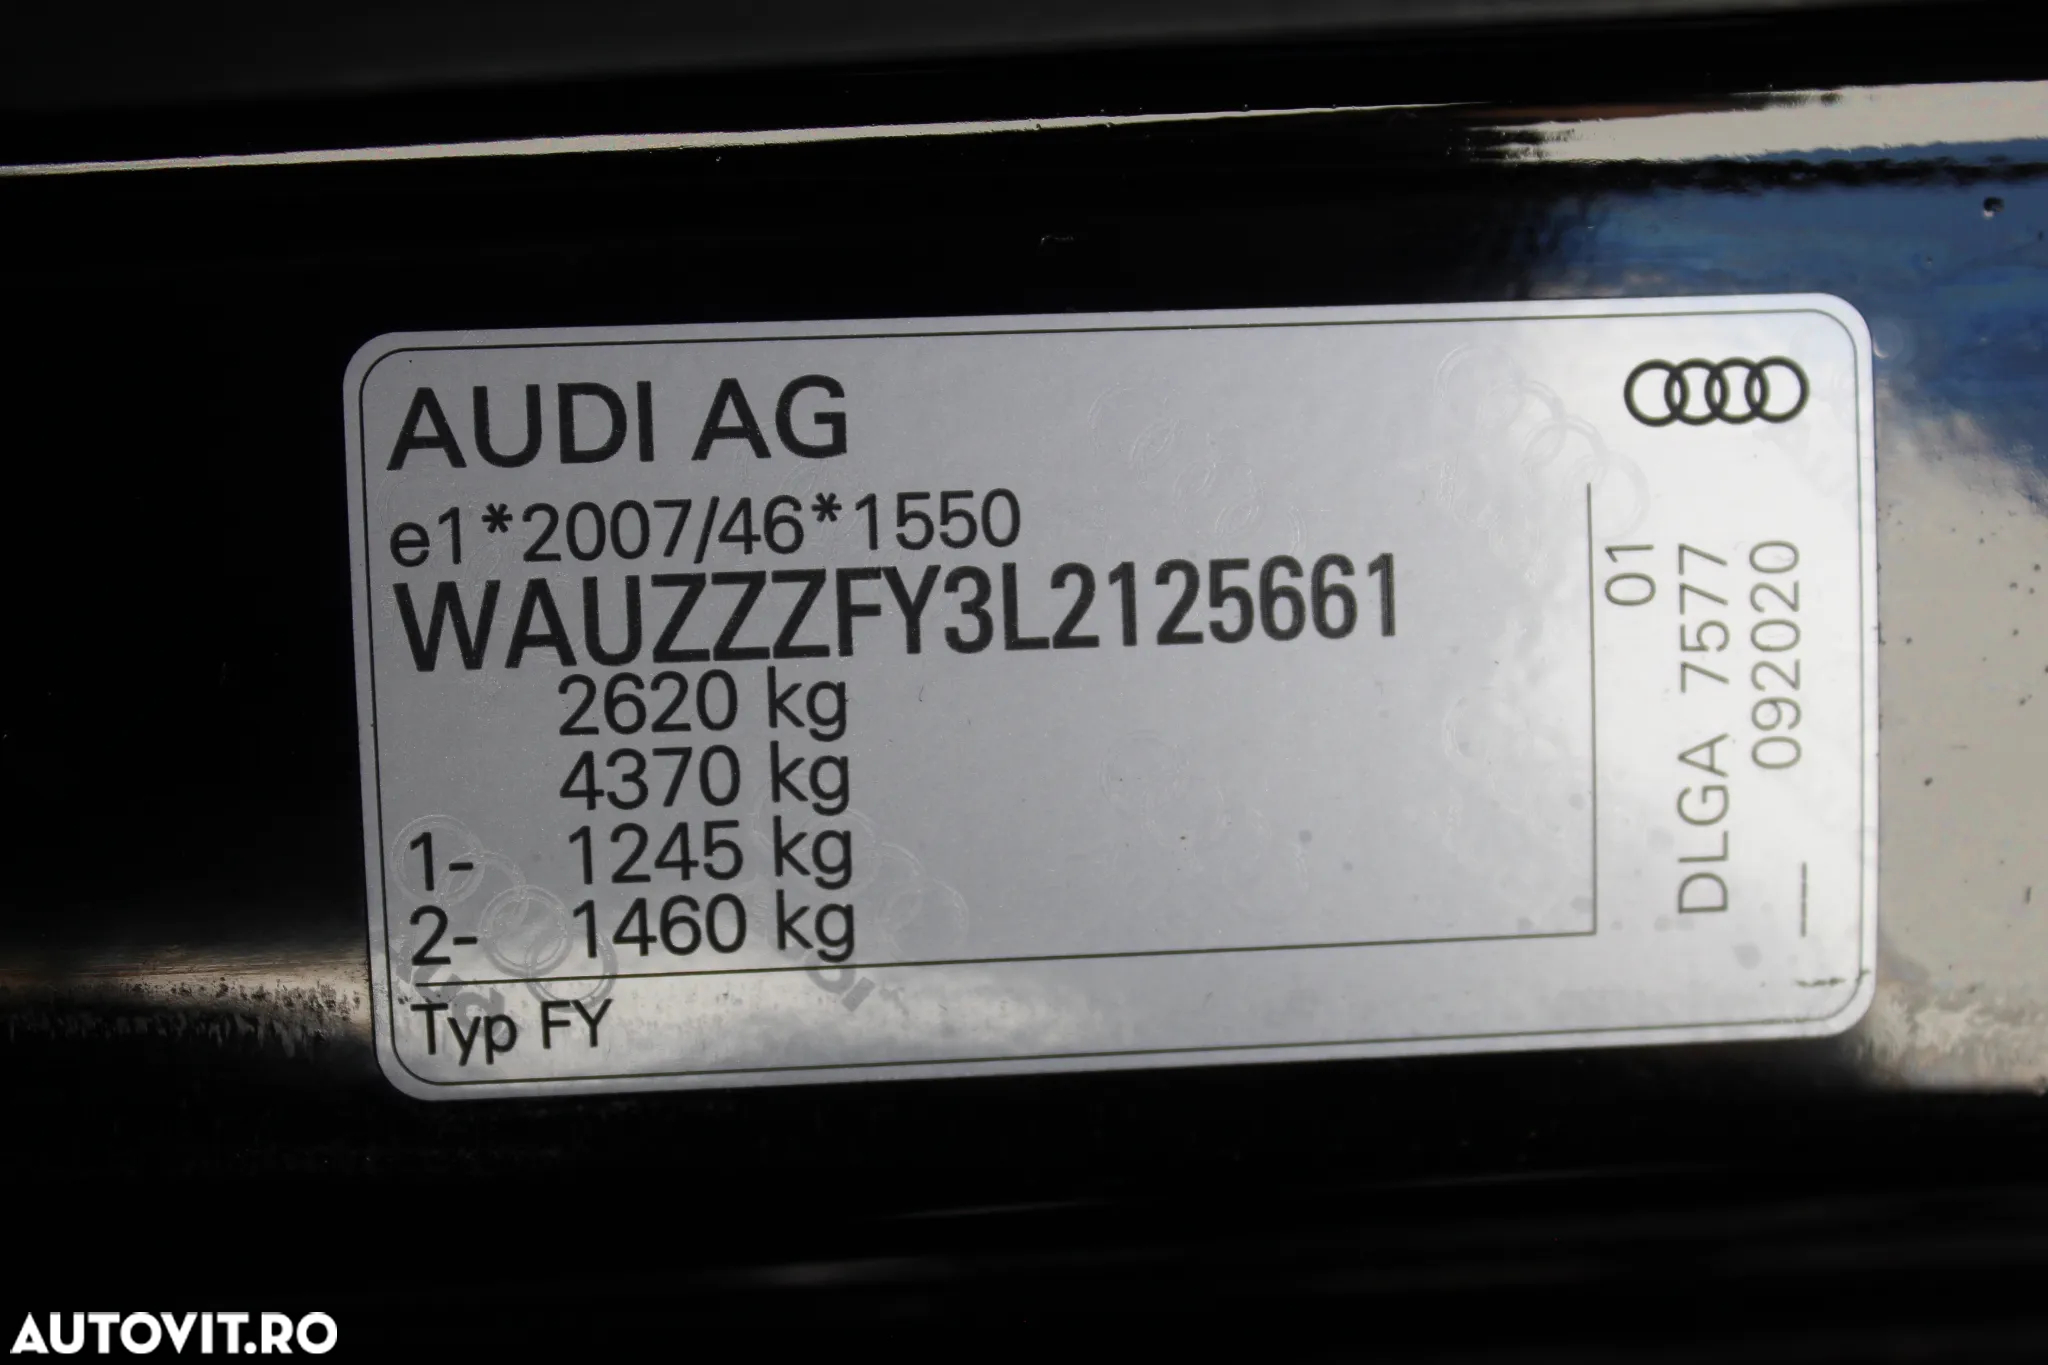 AUDI AG
e1*2007/46*1550
WAUZZZFY3L2125661
2620 kg
4370 kg
1- 1245 kg
2- 1460 kg
Typ FY
01
DLGA 7577
092020
AUTOVIT.RO